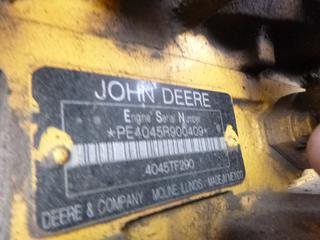 JOHN DEERE
Engine Serial Number
*PE4045R900409*
4045TF290
DEERE & COMPANY MOLINE, ILLINOIS - MADE IN MEXICO